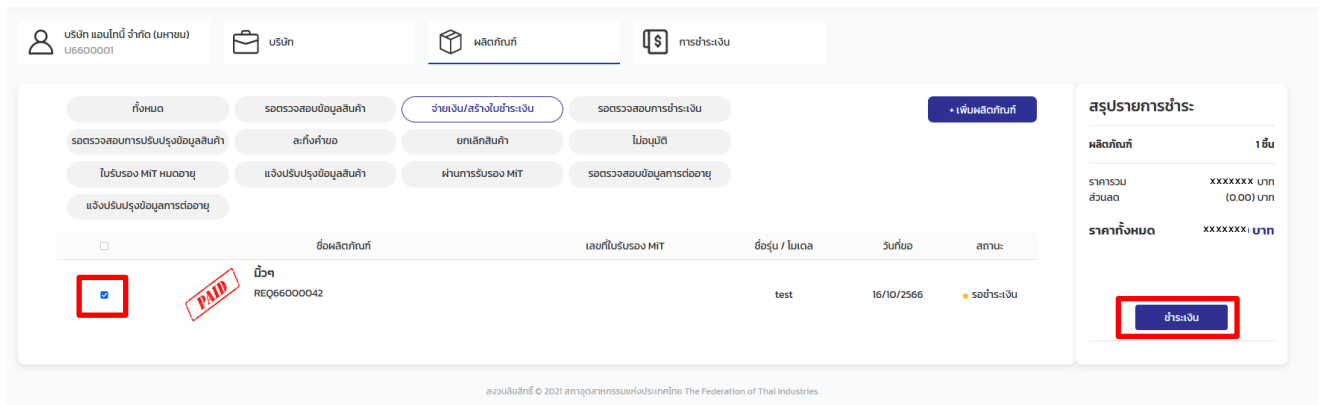 บริษัท แอนโทนี้ จำกัด (มหาชน)
U6600001
บริษัท
ผลิตภัณฑ์
การชำระเงิน
ทั้งหมด
รอตรวจสอบข้อมูลสินค้า
จ่ายเงิน/สร้างใบชำระเงิน
รอตรวจสอบการชำระเงิน
+ เพิ่มผลิตภัณฑ์
รอตรวจสอบการปรับปรุงข้อมูลสินค้า
ละทิ้งคำขอ
ยกเลิกสินค้า
ไม่อนุมัติ
ใบรับรอง MiT หมดอายุ
แจ้งปรับปรุงข้อมูลสินค้า
ผ่านการรับรอง MiT
รอตรวจสอบข้อมูลการต่ออายุ
แจ้งปรับปรุงข้อมูลการต่ออายุ
ชื่อผลิตภัณฑ์ เลขที่ใบรับรอง MiT ชื่อรุ่น / โมเดล วันที่ขอ สถานะ
PAID
มิ้วๆ
REQ66000042
test 16/10/2566 รอชำระเงิน
สรุปรายการชำระ
ผลิตภัณฑ์ 1 ชิ้น
ราคารวม xxxxxxx บาท
ส่วนลด (0.00) บาท
ราคาทั้งหมด xxxxxxx บาท
ชำระเงิน
สงวนลิขสิทธิ์ © 2021 สภาอุตสาหกรรมแห่งประเทศไทย The Federation of Thai Industries.